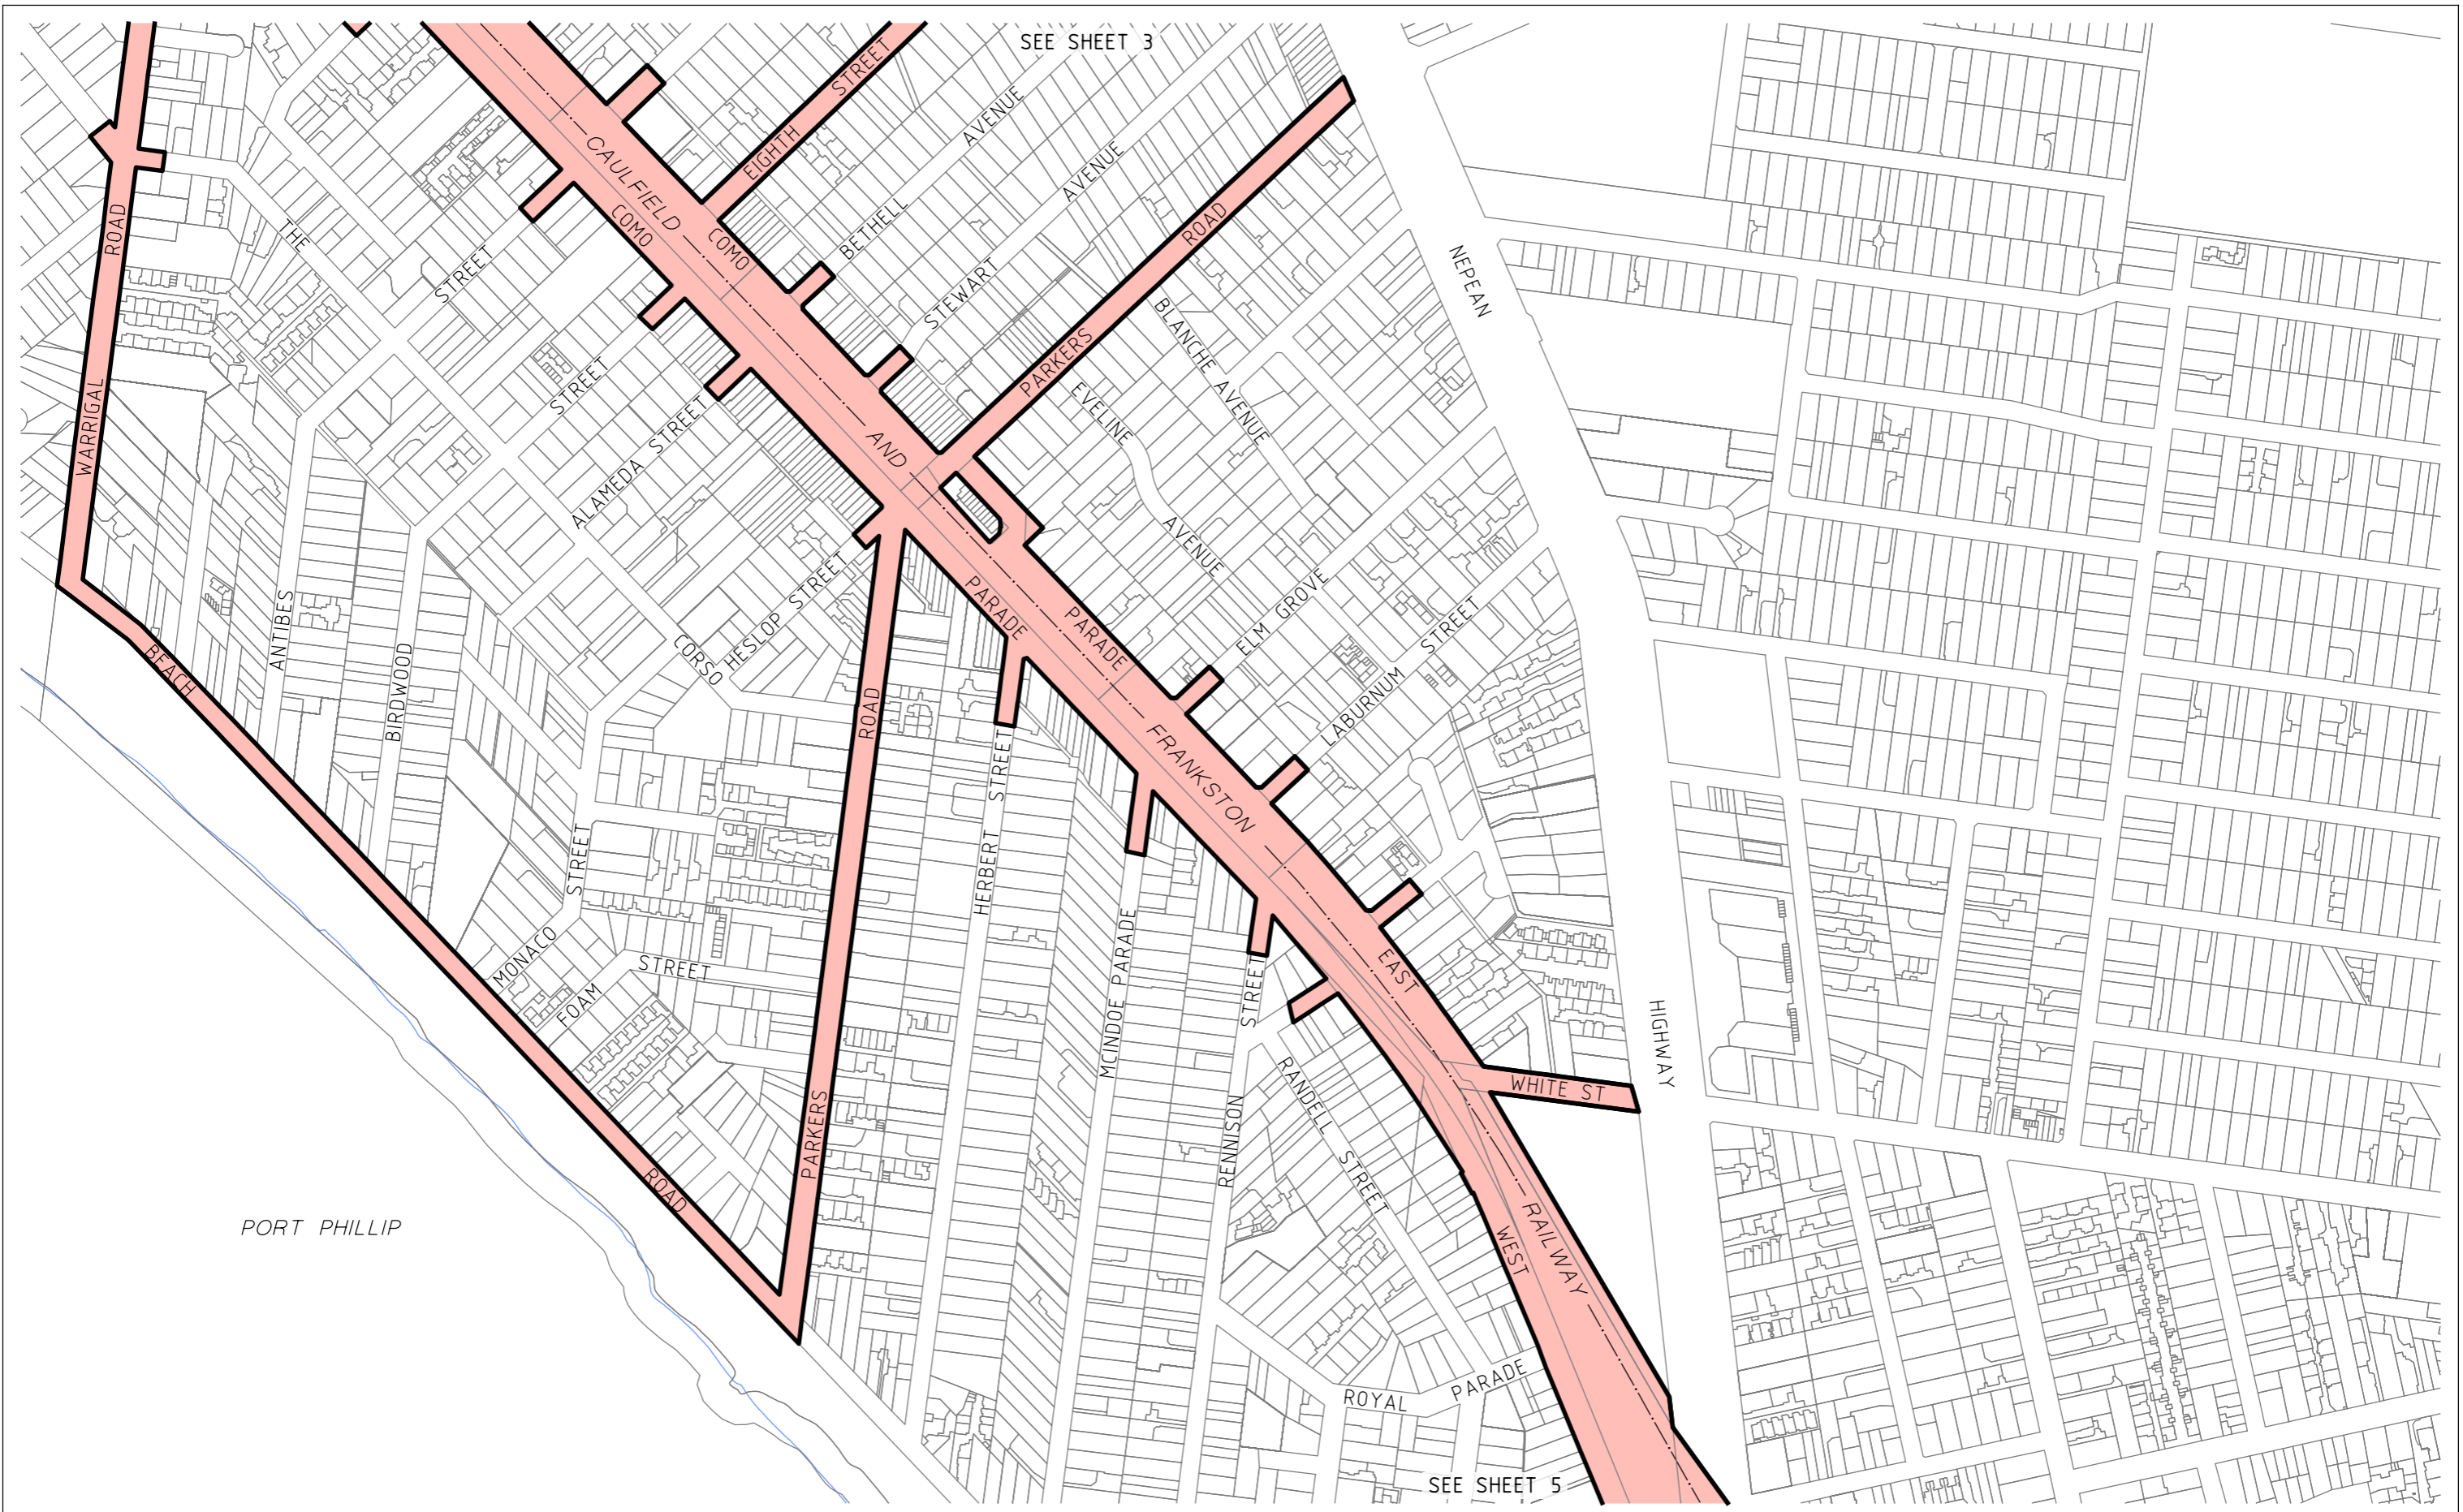 SEE SHEET 3
EIGHTH STREET
CAULFIELD AND FRANKSTON RAILWAY
COMO PARADE EAST
COMO PARADE WEST
BETHELL AVENUE
STEWART AVENUE
PARKERS ROAD
NEPEAN HIGHWAY
WARRIGAL ROAD
THE CORSO
STREET
STREET
ALAMEDA STREET
BLANCHE AVENUE
EVELINE AVENUE
HESLOP STREET
ELM GROVE
LABURNUM STREET
ANTIBES STREET
BIRDWOOD
BEACH ROAD
PARKERS ROAD
HERBERT STREET
MCINDOE PARADE
RENNISON STREET
MONACO
FOAM STREET
RANDEL STREET
WHITE ST
PORT PHILLIP
ROYAL PARADE
SEE SHEET 5